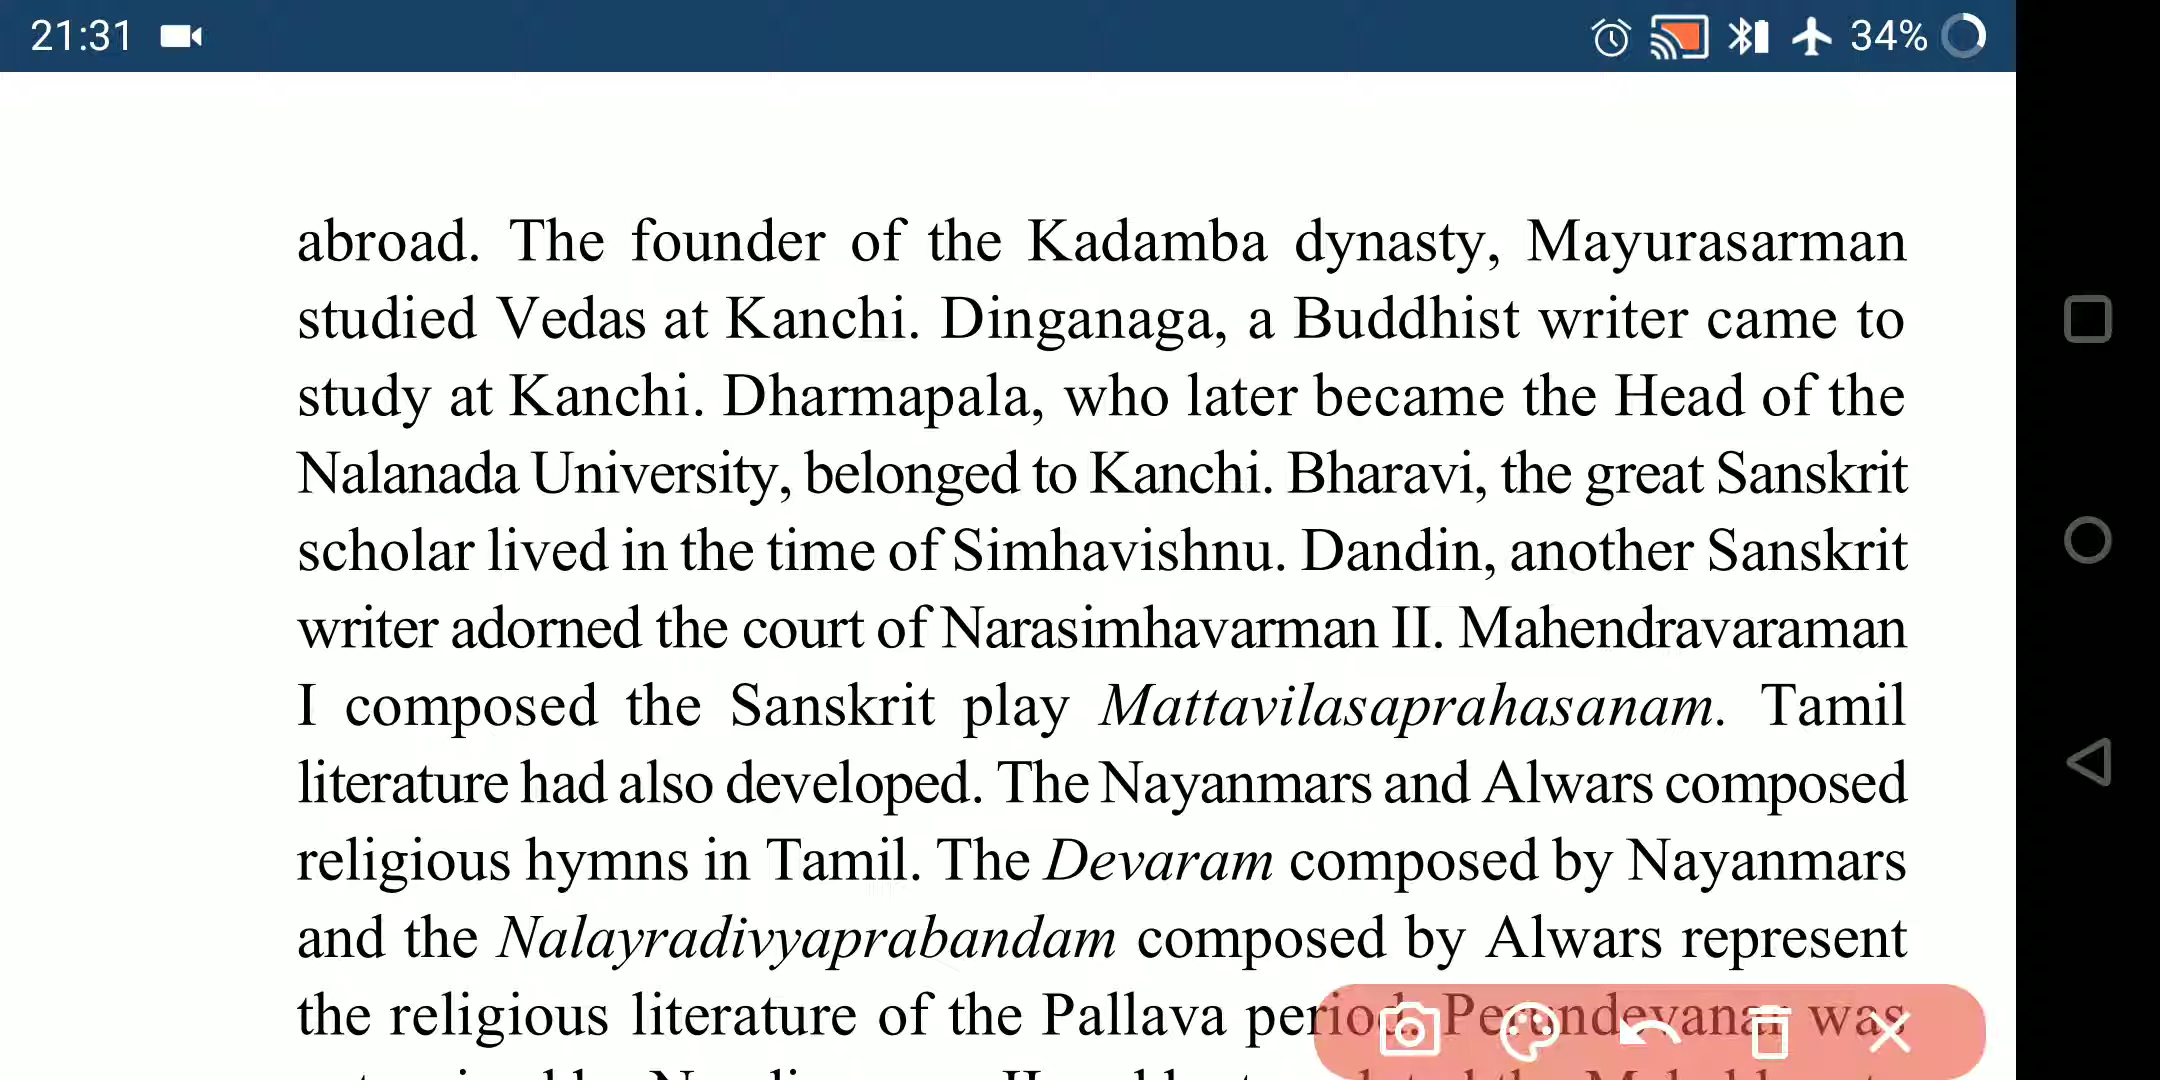 21:31 34%
abroad. The founder of the Kadamba dynasty, Mayurasarman
studied Vedas at Kanchi. Dinganaga, a Buddhist writer came to
study at Kanchi. Dharmapala, who later became the Head of the
Nalanada University, belonged to Kanchi. Bharavi, the great Sanskrit
scholar lived in the time of Simhavishnu. Dandin, another Sanskrit
writer adorned the court of Narasimhavarman II. Mahendravaraman
I composed the Sanskrit play Mattavilasaprahasanam. Tamil
literature had also developed. The Nayanmars and Alwars composed
religious hymns in Tamil. The Devaram composed by Nayanmars
and the Nalayradivyaprabandam composed by Alwars represent
the religious literature of the Pallava period. Perundevanar was